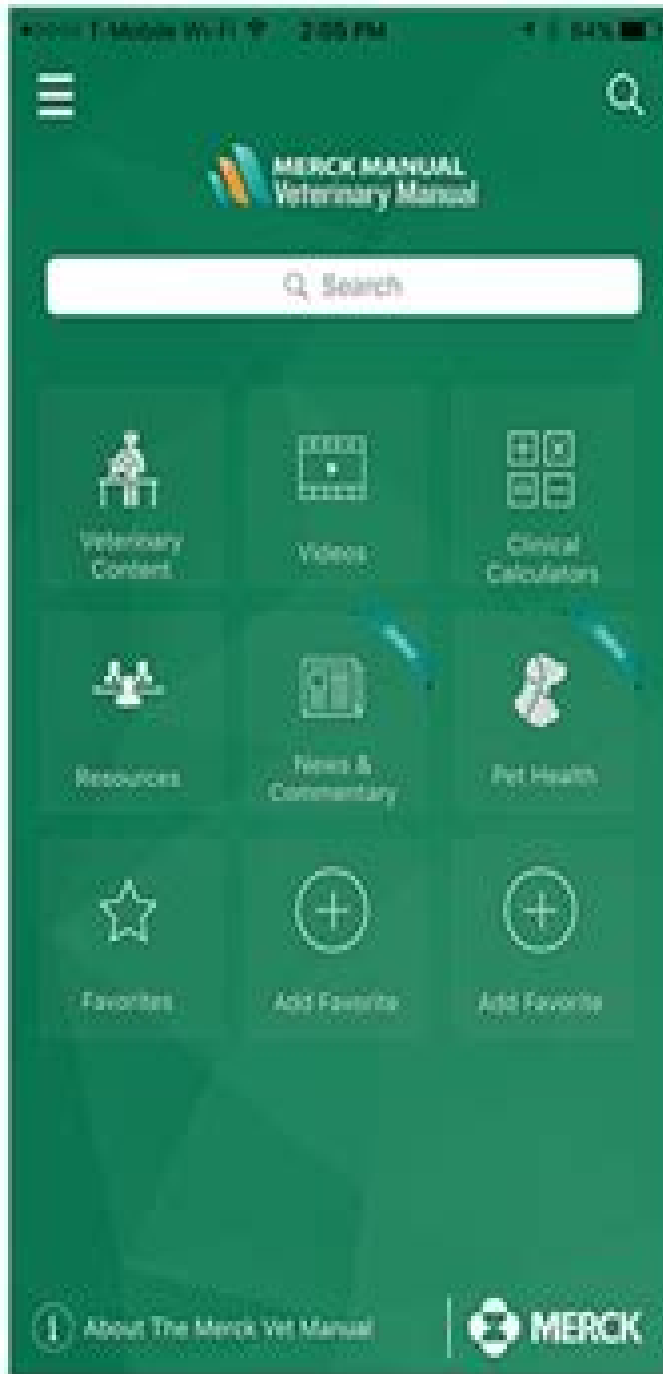 T-Mobile Wi-Fi 2:05 PM 54%
MERCK MANUAL
Veterinary Manual
Search
Veterinary
Content
Videos
Clinical
Calculators
Resources
News &
Commentary
Pet Health
Favorites
Add Favorite
Add Favorite
About The Merck Vet Manual
MERCK